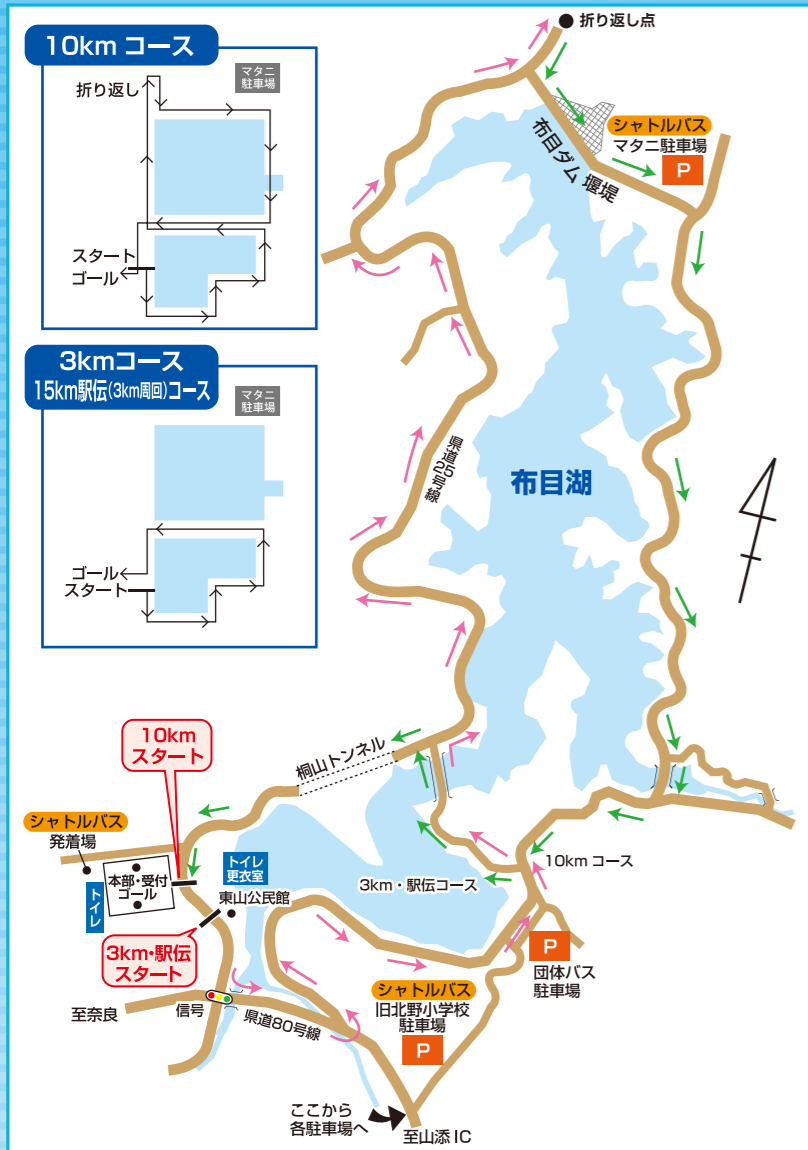 10km コース
マタニ
駐車場
折り返し
スタート
ゴール
3kmコース
15km駅伝(3km周回)コース
マタニ
駐車場
ゴール
スタート
折り返し点
シャトルバス
マタニ駐車場
P
布目ダム 堰堤
県道25号線
布目湖
桐山トンネル
10km
スタート
シャトルバス
発着場
本部・受付
ゴール
トイレ
トイレ
更衣室
東山公民館
3km・駅伝
スタート
10km コース
3km・駅伝コース
P
団体バス
駐車場
シャトルバス
旧北野小学校
駐車場
P
至奈良
信号
県道80号線
ここから
各駐車場へ
至山添 IC